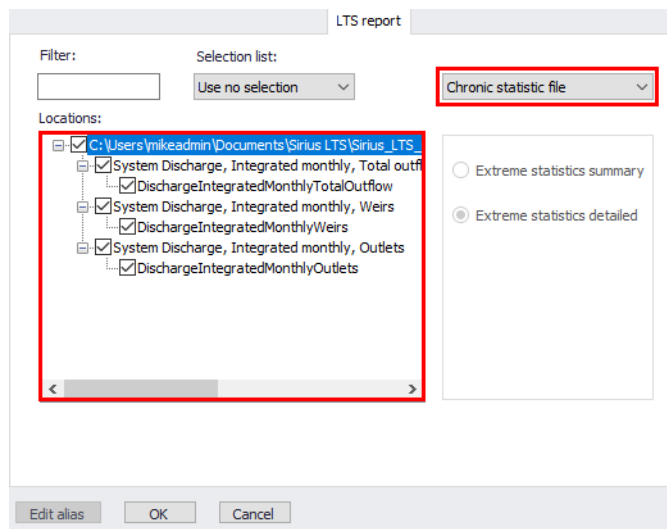 LTS report
Filter:
Selection list:
Use no selection
Chronic statistic file
Locations:
C:\Users\mikeadmin\Documents\Sirius LTS\Sirius_LTS_
System Discharge, Integrated monthly, Total outf
DischargeIntegratedMonthlyTotalOutflow
System Discharge, Integrated monthly, Weirs
DischargeIntegratedMonthlyWeirs
System Discharge, Integrated monthly, Outlets
DischargeIntegratedMonthlyOutlets
Extreme statistics summary
Extreme statistics detailed
Edit alias
OK
Cancel